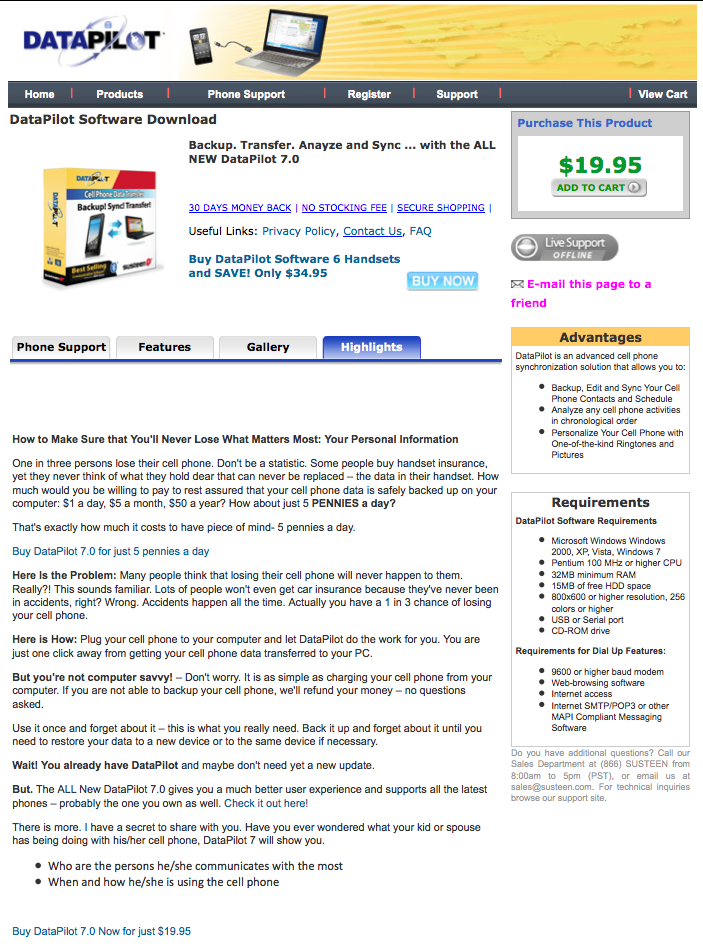 DATAPILOT
Home | Products | Phone Support | Register | Support | | View Cart
DataPilot Software Download
Backup. Transfer. Anayze and Sync ... with the ALL
NEW DataPilot 7.0
DATAPILOT
Cell Phone Data Transfer
Backup! Sync! Transfer!
Best Selling
susteen
30 DAYS MONEY BACK | NO STOCKING FEE | SECURE SHOPPING |
Useful Links: Privacy Policy, Contact Us, FAQ
Buy DataPilot Software 6 Handsets
and SAVE! Only $34.95
BUY NOW
Purchase This Product
$19.95
ADD TO CART
Live Support
OFFLINE
E-mail this page to a
friend
Phone Support
Features
Gallery
Highlights
How to Make Sure that You'll Never Lose What Matters Most: Your Personal Information
One in three persons lose their cell phone. Don't be a statistic. Some people buy handset insurance,
yet they never think of what they hold dear that can never be replaced – the data in their handset. How
much would you be willing to pay to rest assured that your cell phone data is safely backed up on your
computer: $1 a day, $5 a month, $50 a year? How about just 5 PENNIES a day?
That's exactly how much it costs to have piece of mind- 5 pennies a day.
Buy DataPilot 7.0 for just 5 pennies a day
Here Is the Problem: Many people think that losing their cell phone will never happen to them.
Really?! This sounds familiar. Lots of people won't even get car insurance because they've never been
in accidents, right? Wrong. Accidents happen all the time. Actually you have a 1 in 3 chance of losing
your cell phone.
Here is How: Plug your cell phone to your computer and let DataPilot do the work for you. You are
just one click away from getting your cell phone data transferred to your PC.
But you're not computer savvy! – Don't worry. It is as simple as charging your cell phone from your
computer. If you are not able to backup your cell phone, we'll refund your money – no questions
asked.
Use it once and forget about it – this is what you really need. Back it up and forget about it until you
need to restore your data to a new device or to the same device if necessary.
Wait! You already have DataPilot and maybe don't need yet a new update.
But. The ALL New DataPilot 7.0 gives you a much better user experience and supports all the latest
phones – probably the one you own as well. Check it out here!
There is more. I have a secret to share with you. Have you ever wondered what your kid or spouse
has being doing with his/her cell phone, DataPilot 7 will show you.
• Who are the persons he/she communicates with the most
• When and how he/she is using the cell phone
Buy DataPilot 7.0 Now for just $19.95
Advantages
DataPilot is an advanced cell phone
synchronization solution that allows you to:
• Backup, Edit and Sync Your Cell
Phone Contacts and Schedule
• Analyze any cell phone activities
in chronological order
• Personalize Your Cell Phone with
One-of-the-kind Ringtones and
Pictures
Requirements
DataPilot Software Requirements
• Microsoft Windows Windows
2000, XP, Vista, Windows 7
• Pentium 100 MHz or higher CPU
• 32MB minimum RAM
• 15MB of free HDD space
• 800x600 or higher resolution, 256
colors or higher
• USB or Serial port
• CD-ROM drive
Requirements for Dial Up Features:
• 9600 or higher baud modem
• Web-browsing software
• Internet access
• Internet SMTP/POP3 or other
MAPI Compliant Messaging
Software
Do you have additional questions? Call our
Sales Department at (866) SUSTEEN from
8:00am to 5pm (PST), or email us at
sales@susteen.com. For technical inquiries
browse our support site.